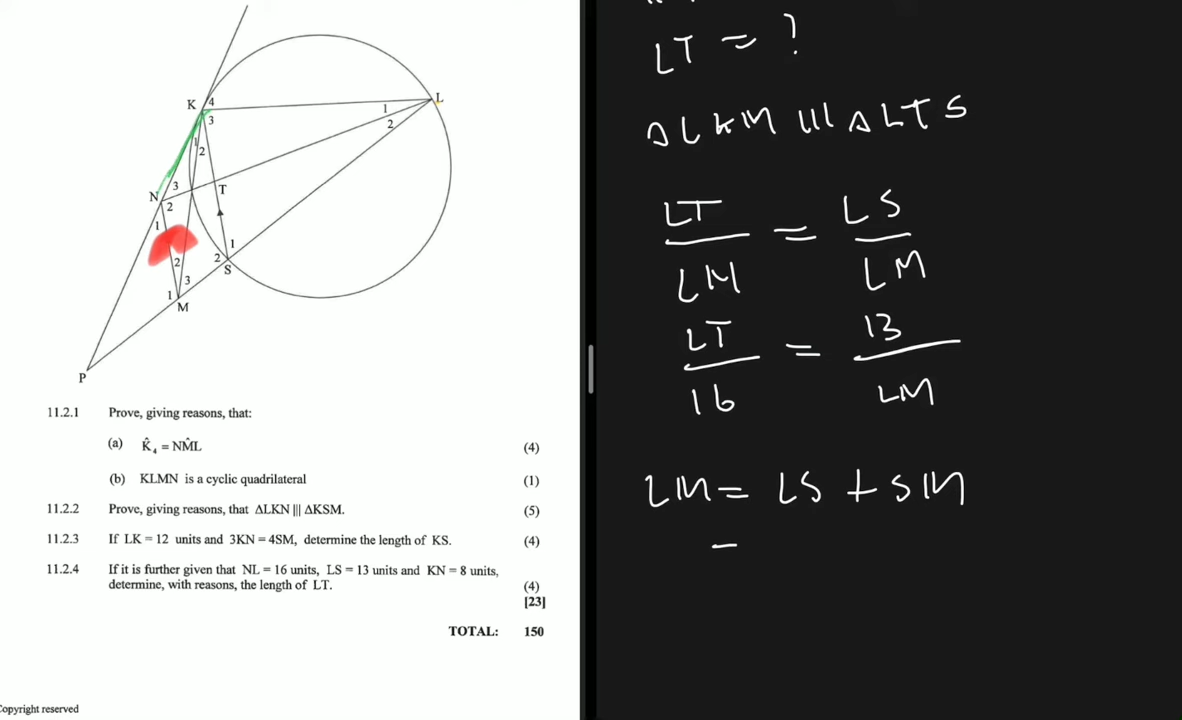 K 4
3
1
2
L
1
2
N 3
2
1
T
2
3
1
2
S
1
M
P
11.2.1 Prove, giving reasons, that:
(a) K̂₄ = NM̂L (4)
(b) KLMN is a cyclic quadrilateral (1)
11.2.2 Prove, giving reasons, that ΔLKN ||| ΔKSM. (5)
11.2.3 If LK = 12 units and 3KN = 4SM, determine the length of KS. (4)
11.2.4 If it is further given that NL = 16 units, LS = 13 units and KN = 8 units,
determine, with reasons, the length of LT. (4)
[23]
TOTAL: 150
Copyright reserved
LT = ?
Δ LKM ||| Δ LTS
LT/LM = LS/LM
LT/16 = 13/LM
LM = LS + SM
=